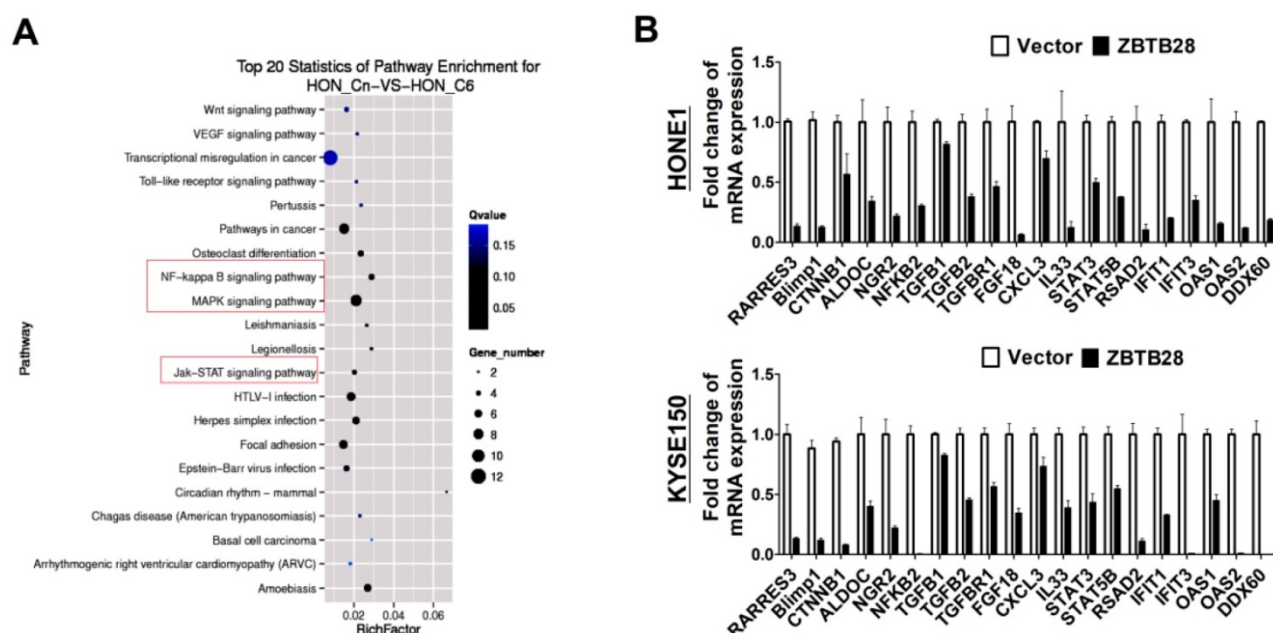 A
Top 20 Statistics of Pathway Enrichment for
HON_Cn-VS-HON_C6
Pathway
Wnt signaling pathway
VEGF signaling pathway
Transcriptional misregulation in cancer
Toll-like receptor signaling pathway
Pertussis
Pathways in cancer
Osteoclast differentiation
NF-kappa B signaling pathway
MAPK signaling pathway
Leishmaniasis
Legionellosis
Jak-STAT signaling pathway
HTLV-I infection
Herpes simplex infection
Focal adhesion
Epstein-Barr virus infection
Circadian rhythm - mammal
Chagas disease (American trypanosomiasis)
Basal cell carcinoma
Arrhythmogenic right ventricular cardiomyopathy (ARVC)
Amoebiasis
0.02 0.04 0.06
RichFactor
Qvalue
0.15
0.10
0.05
Gene_number
2
4
6
8
10
12
B
Vector ZBTB28
HONE1
Fold change of
mRNA expression
1.5
1.0
0.5
0.0
RARRES3 Blimp1 CTNNB1 ALDOC NGR2 NFKB2 TGFB1 TGFB2 TGFBR1 FGF18 CXCL3 IL33 STAT3 STAT5B RSAD2 IFIT1 IFIT3 OAS1 OAS2 DDX60
Vector ZBTB28
KYSE150
Fold change of
mRNA expression
1.5
1.0
0.5
0.0
RARRES3 Blimp1 CTNNB1 ALDOC NGR2 NFKB2 TGFB1 TGFB2 TGFBR1 FGF18 CXCL3 IL33 STAT3 STAT5B RSAD2 IFIT1 IFIT3 OAS1 OAS2 DDX60